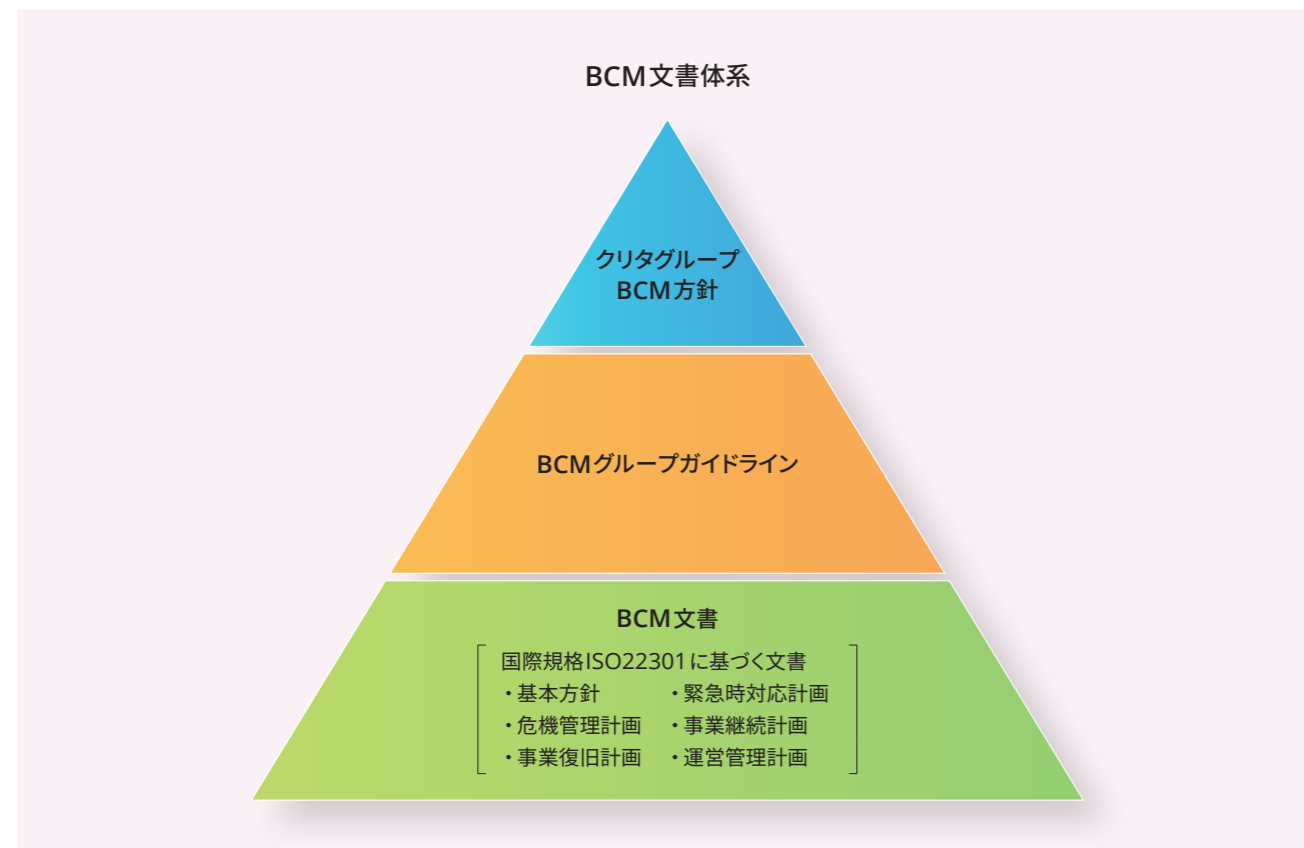 BCM文書体系
クリタグループ
BCM方針
BCMグループガイドライン
BCM文書
国際規格ISO22301に基づく文書
・基本方針 ・緊急時対応計画
・危機管理計画 ・事業継続計画
・事業復旧計画 ・運営管理計画